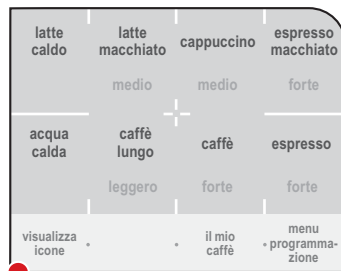 latte caldo
latte macchiato
cappuccino
espresso macchiato
medio
medio
forte
acqua calda
caffè lungo
caffè
espresso
leggero
forte
forte
visualizza icone
il mio caffè
menu programma-zione